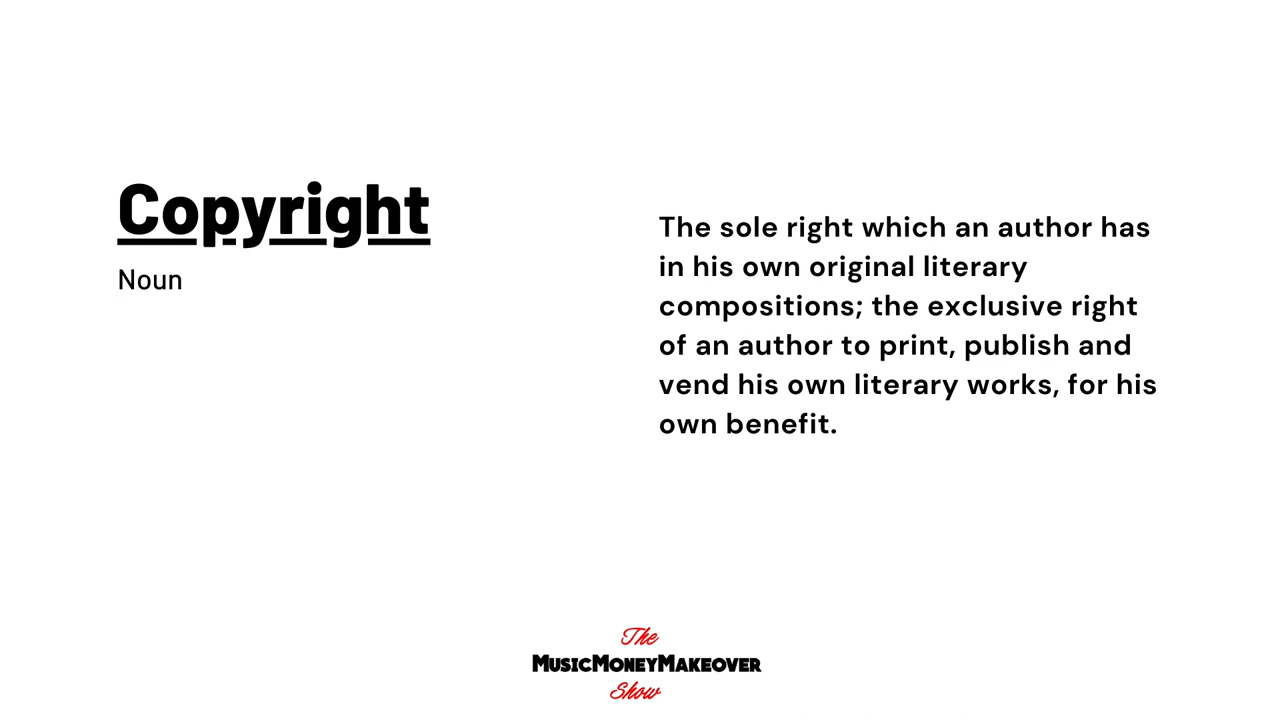 Copyright
Noun
The sole right which an author has
in his own original literary
compositions; the exclusive right
of an author to print, publish and
vend his own literary works, for his
own benefit.
The
MusicMoneyMakeover
Show